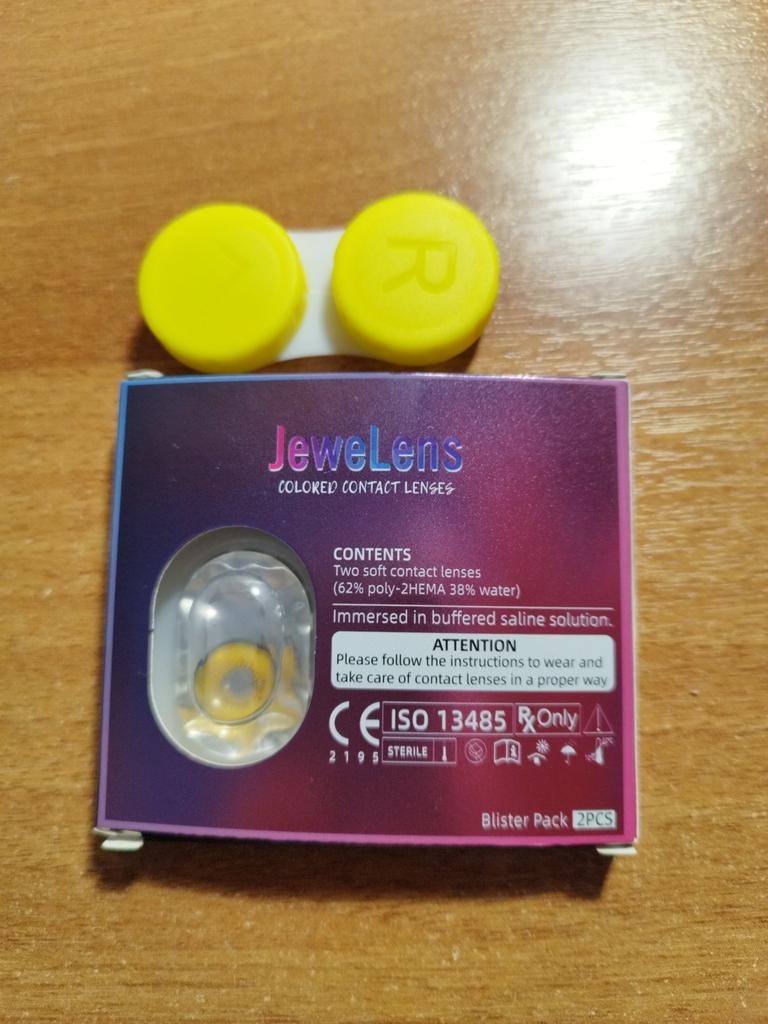 R
JeweLens
COLORED CONTACT LENSES
CONTENTS
Two soft contact lenses
(62% poly-2HEMA 38% water)
Immersed in buffered saline solution.
ATTENTION
Please follow the instructions to wear and
take care of contact lenses in a proper way
CE ISO 13485 Rx Only
2195 STERILE
Blister Pack 2PCS